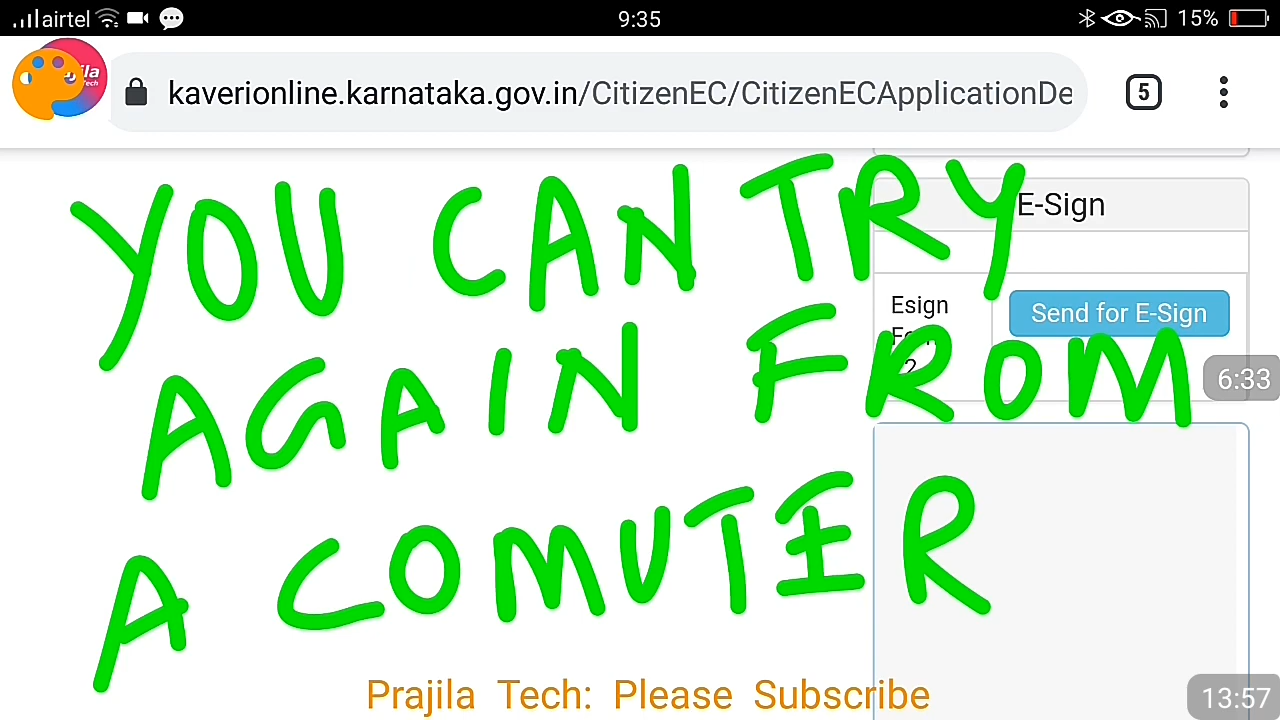 airtel 9:35 15%
kaverionline.karnataka.gov.in/CitizenEC/CitizenECApplicationDe 5
YOU CAN TRY
E-Sign
Esign
Send for E-Sign
AGAIN FROM
6:33
A COMUTER
Prajila Tech: Please Subscribe
13:57